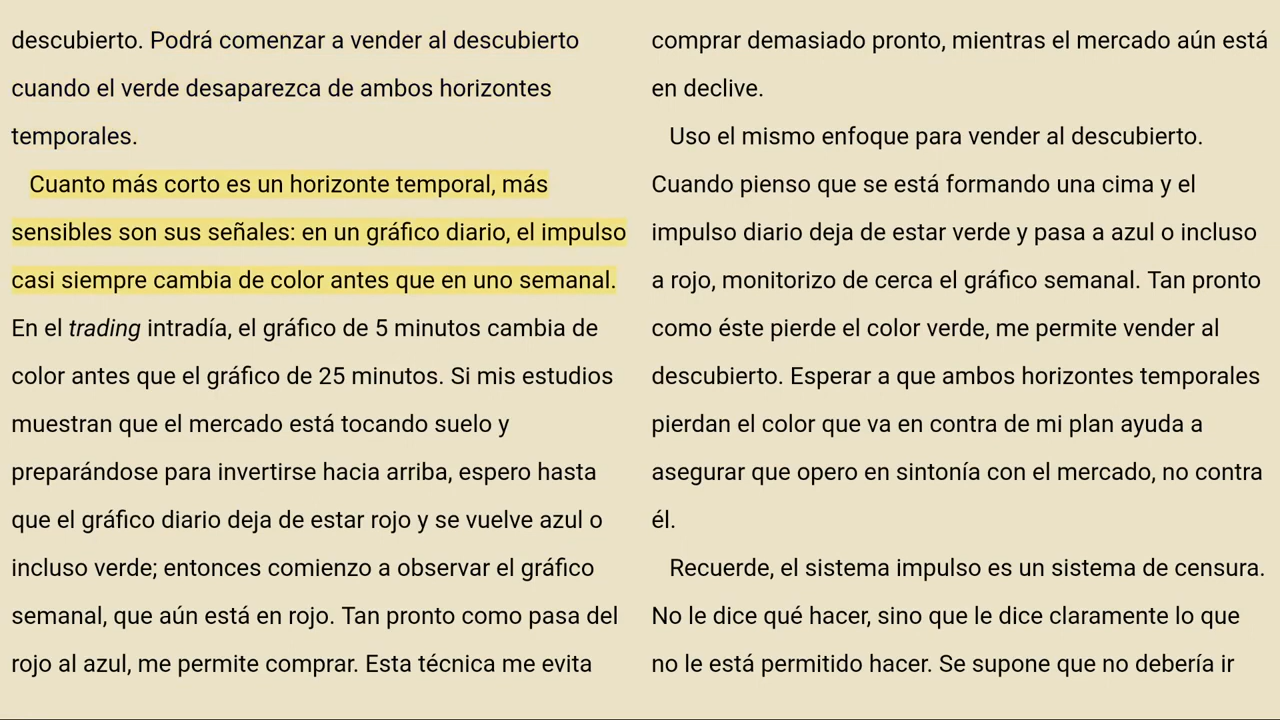 descubierto. Podrá comenzar a vender al descubierto
cuando el verde desaparezca de ambos horizontes
temporales.
Cuanto más corto es un horizonte temporal, más
sensibles son sus señales: en un gráfico diario, el impulso
casi siempre cambia de color antes que en uno semanal.
En el trading intradía, el gráfico de 5 minutos cambia de
color antes que el gráfico de 25 minutos. Si mis estudios
muestran que el mercado está tocando suelo y
preparándose para invertirse hacia arriba, espero hasta
que el gráfico diario deja de estar rojo y se vuelve azul o
incluso verde; entonces comienzo a observar el gráfico
semanal, que aún está en rojo. Tan pronto como pasa del
rojo al azul, me permite comprar. Esta técnica me evita
comprar demasiado pronto, mientras el mercado aún está
en declive.
Uso el mismo enfoque para vender al descubierto.
Cuando pienso que se está formando una cima y el
impulso diario deja de estar verde y pasa a azul o incluso
a rojo, monitorizo de cerca el gráfico semanal. Tan pronto
como éste pierde el color verde, me permite vender al
descubierto. Esperar a que ambos horizontes temporales
pierdan el color que va en contra de mi plan ayuda a
asegurar que opero en sintonía con el mercado, no contra
él.
Recuerde, el sistema impulso es un sistema de censura.
No le dice qué hacer, sino que le dice claramente lo que
no le está permitido hacer. Se supone que no debería ir